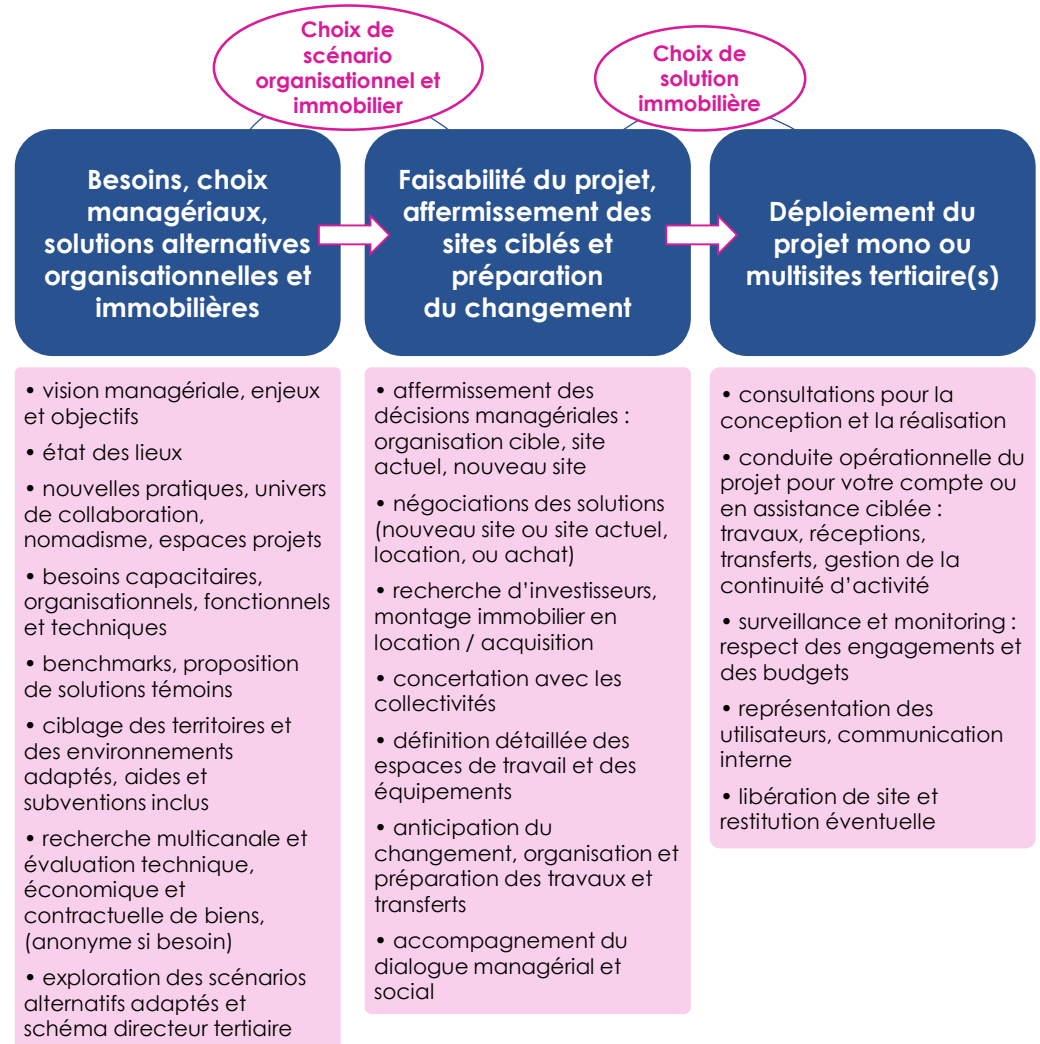 Choix de
scénario
organisationnel et
immobilier
Choix de
solution
immobilière
Besoins, choix
managériaux,
solutions alternatives
organisationnelles et
immobilières
Faisabilité du projet,
affermissement des
sites ciblés et
préparation
du changement
Déploiement du
projet mono ou
multisites tertiaire(s)
• vision managériale, enjeux
et objectifs
• état des lieux
• nouvelles pratiques, univers
de collaboration,
nomadisme, espaces projets
• besoins capacitaires,
organisationnels, fonctionnels
et techniques
• benchmarks, proposition
de solutions témoins
• ciblage des territoires et
des environnements
adaptés, aides et
subventions inclus
• recherche multicanale et
évaluation technique,
économique et
contractuelle de biens,
(anonyme si besoin)
• exploration des scénarios
alternatifs adaptés et
schéma directeur tertiaire
• affermissement des
décisions managériales :
organisation cible, site
actuel, nouveau site
• négociations des solutions
(nouveau site ou site actuel,
location, ou achat)
• recherche d'investisseurs,
montage immobilier en
location / acquisition
• concertation avec les
collectivités
• définition détaillée des
espaces de travail et des
équipements
• anticipation du
changement, organisation et
préparation des travaux et
transferts
• accompagnement du
dialogue managérial et
social
• consultations pour la
conception et la réalisation
• conduite opérationnelle du
projet pour votre compte ou
en assistance ciblée :
travaux, réceptions,
transferts, gestion de la
continuité d'activité
• surveillance et monitoring :
respect des engagements et
des budgets
• représentation des
utilisateurs, communication
interne
• libération de site et
restitution éventuelle